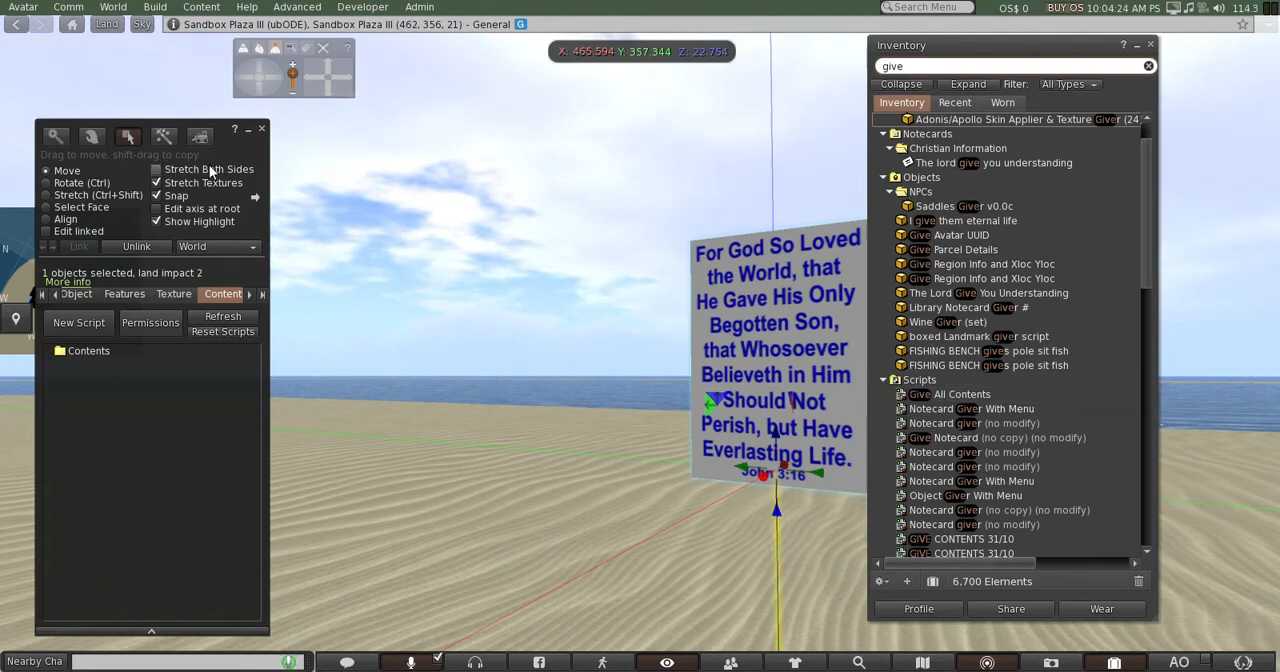 Avatar Comm World Build Content Help Advanced Developer Admin
Search Menu
OS$ 0 BUY OS 10:04:24 AM PS 114.3
Land Sky Sandbox Plaza III (ubODE), Sandbox Plaza III (462, 356, 21) - General G
?
X: 465.594 Y: 357.344 Z: 22.754
Inventory
?
give
Collapse Expand Filter: All Types
Inventory Recent Worn
Adonis/Apollo Skin Applier & Texture Giver (24
Notecards
Christian Information
The lord give you understanding
Objects
NPCs
Saddles Giver v0.0c
I give them eternal life
Give Avatar UUID
Give Parcel Details
Give Region Info and Xloc Yloc
Give Region Info and Xloc Yloc
The Lord Give You Understanding
Library Notecard Giver #
Wine Giver (set)
boxed Landmark giver script
FISHING BENCH gives pole sit fish
FISHING BENCH gives pole sit fish
Scripts
Give All Contents
Notecard Giver With Menu
Notecard giver (no modify)
Give Notecard (no copy) (no modify)
Notecard giver (no modify)
Notecard giver (no modify)
Notecard Giver With Menu
Object Giver With Menu
Notecard Giver (no copy) (no modify)
Notecard giver (no modify)
GIVE CONTENTS 31/10
GIVE CONTENTS 31/10
6,700 Elements
Profile Share Wear
?
Drag to move, shift-drag to copy
Move
Rotate (Ctrl)
Stretch (Ctrl+Shift)
Select Face
Align
Edit linked
Stretch Both Sides
Stretch Textures
Snap
Edit axis at root
Show Highlight
Link Unlink World
1 objects selected, land impact 2
More info
Object Features Texture Content
New Script Permissions Refresh
Reset Scripts
Contents
N
W
For God So Loved
the World, that
He Gave His Only
Begotten Son,
that Whosoever
Believeth in Him
Should Not
Perish, but Have
Everlasting Life.
John 3:16
Nearby Cha
AO